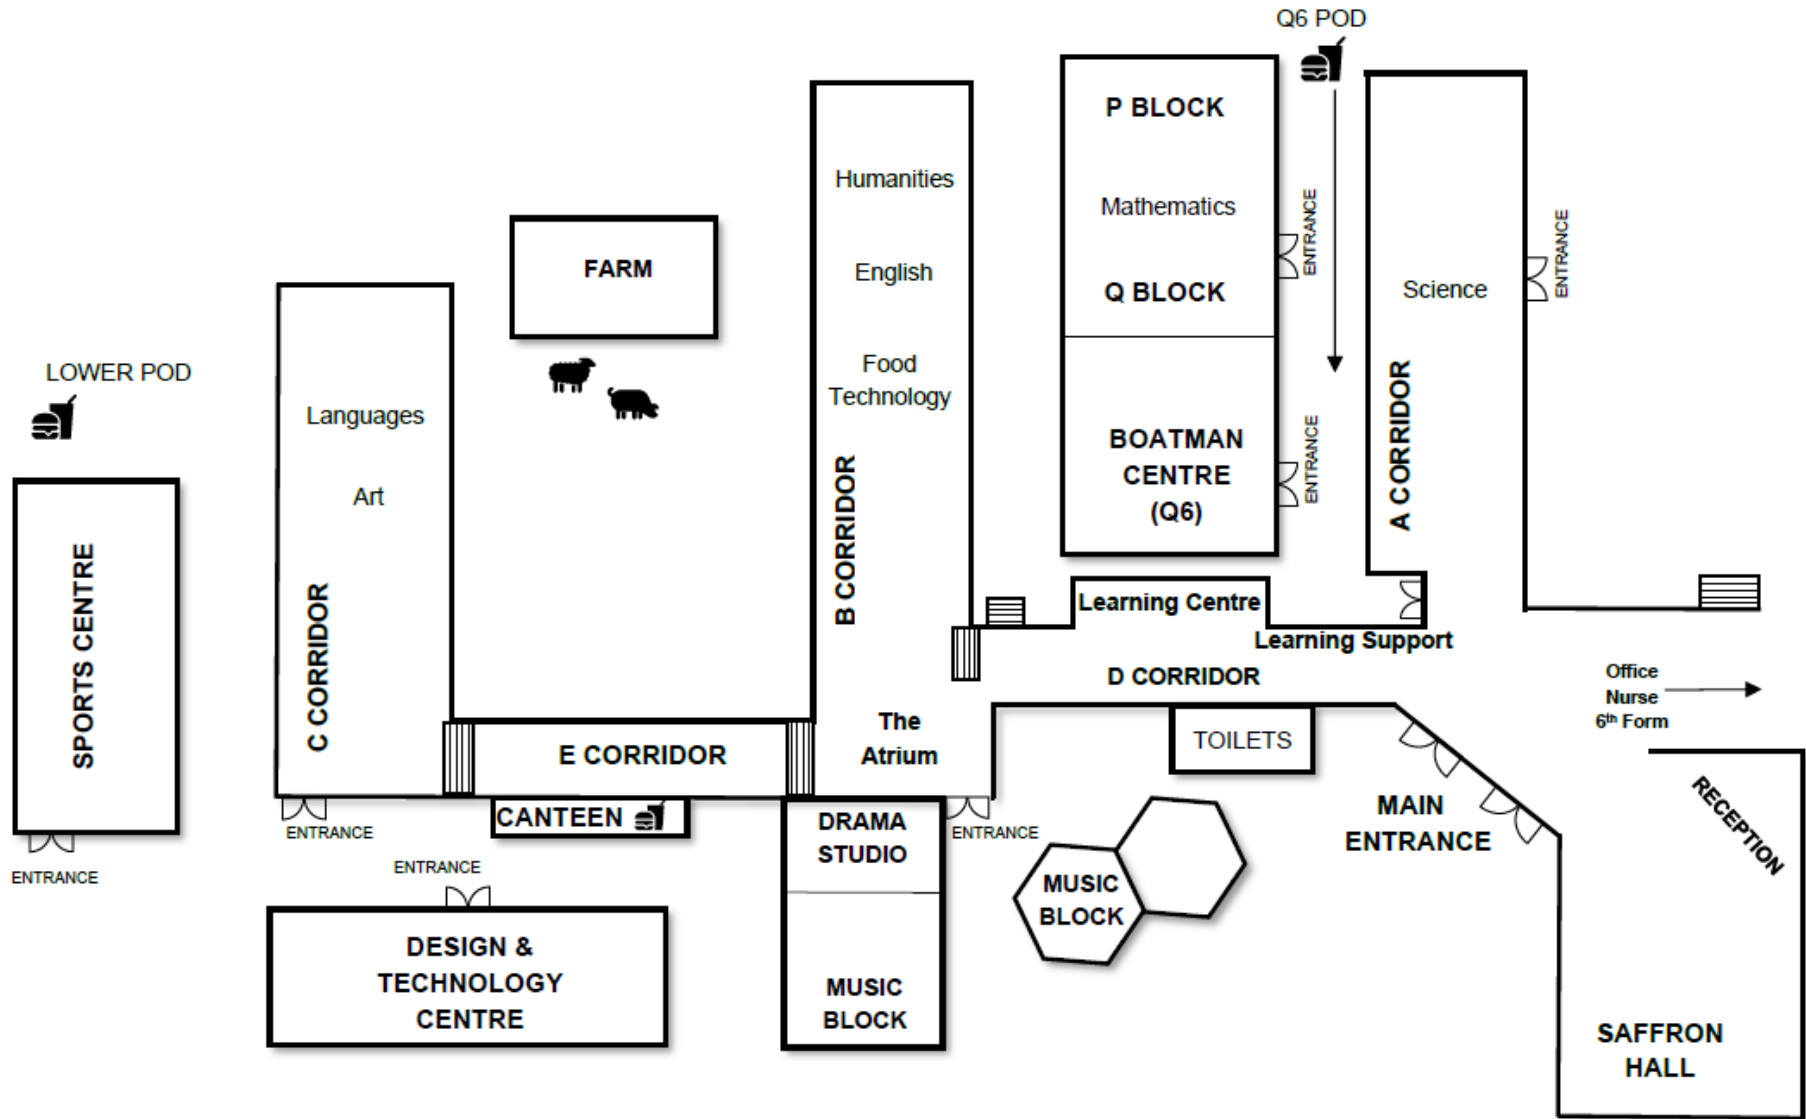 Q6 POD
P BLOCK
Humanities
Mathematics
ENTRANCE
ENTRANCE
FARM
English
Q BLOCK
Science
LOWER POD
Food
Technology
Languages
A CORRIDOR
BOATMAN
CENTRE
(Q6)
ENTRANCE
Art
B CORRIDOR
SPORTS CENTRE
C CORRIDOR
Learning Centre
Learning Support
D CORRIDOR
Office
Nurse
6th Form
The
Atrium
E CORRIDOR
TOILETS
RECEPTION
MAIN
ENTRANCE
CANTEEN
ENTRANCE
DRAMA
STUDIO
ENTRANCE
ENTRANCE
ENTRANCE
MUSIC
BLOCK
DESIGN &
TECHNOLOGY
CENTRE
MUSIC
BLOCK
SAFFRON
HALL